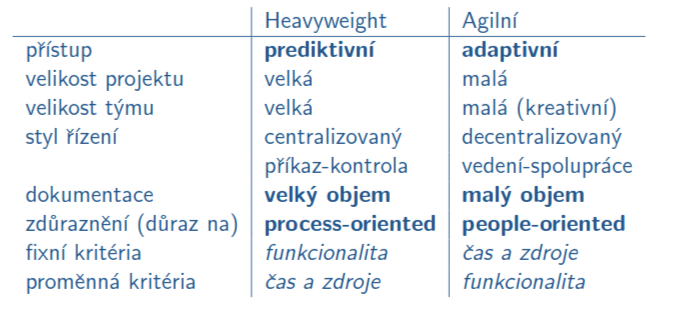 Heavyweight Agilní
přístup prediktivní adaptivní
velikost projektu velká malá
velikost týmu velká malá (kreativní)
styl řízení centralizovaný decentralizovaný
příkaz-kontrola vedení-spolupráce
dokumentace velký objem malý objem
zdůraznění (důraz na) process-oriented people-oriented
fixní kritéria funkcionalita čas a zdroje
proměnná kritéria čas a zdroje funkcionalita